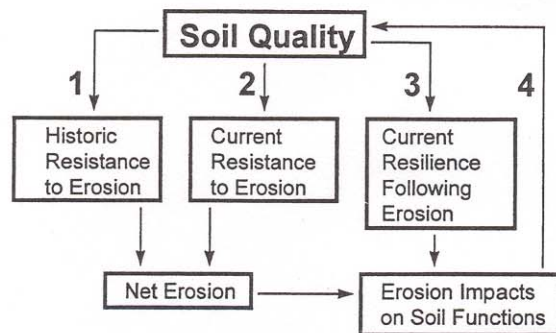 Soil Quality
1
2
3
4
Historic
Resistance
to Erosion
Current
Resistance
to Erosion
Current
Resilience
Following
Erosion
Net Erosion
Erosion Impacts
on Soil Functions